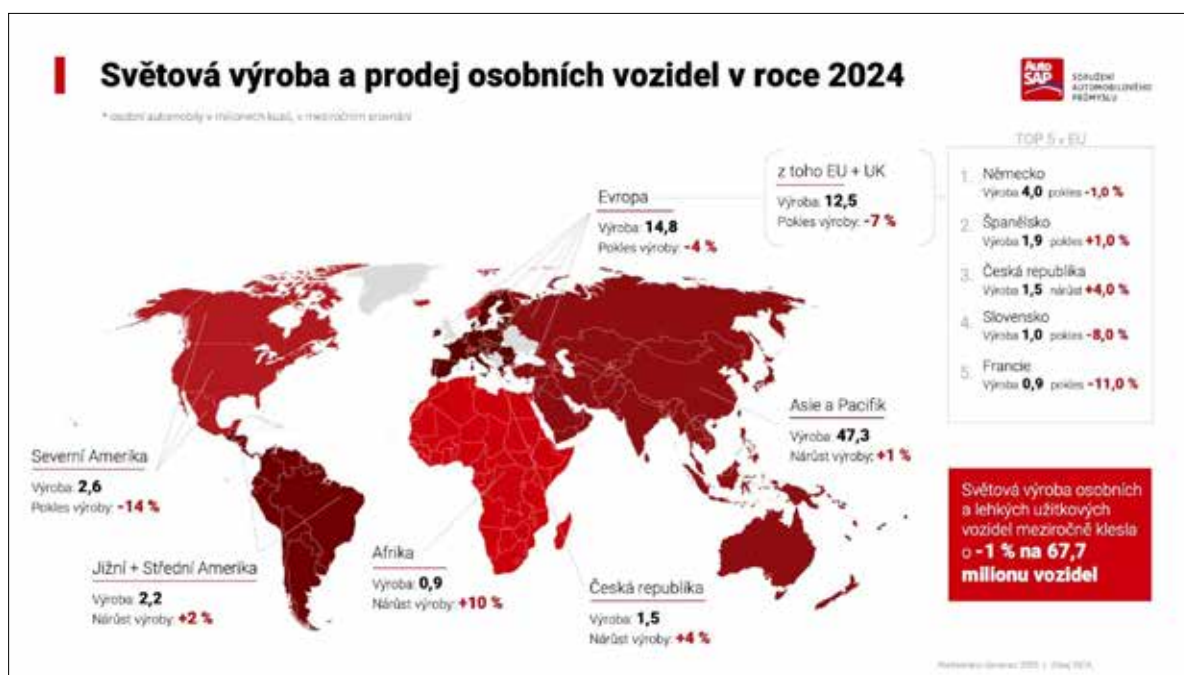 Světová výroba a prodej osobních vozidel v roce 2024
* osobní automobily v milionech kusů, v meziročním srovnání
Auto
SAP
SDRUŽENÍ
AUTOMOBILOVÉHO
PRŮMYSLU
TOP 5 v EU
1. Německo
Výroba 4,0 pokles -1,0 %
2. Španělsko
Výroba 1,9 pokles +1,0 %
3. Česká republika
Výroba 1,5 nárůst +4,0 %
4. Slovensko
Výroba 1,0 pokles -8,0 %
5. Francie
Výroba 0,9 pokles -11,0 %
z toho EU + UK
Výroba: 12,5
Pokles výroby: -7 %
Evropa
Výroba: 14,8
Pokles výroby: -4 %
Asie a Pacifik
Výroba: 47,3
Nárůst výroby: +1 %
Severní Amerika
Výroba: 2,6
Pokles výroby: -14 %
Jižní + Střední Amerika
Výroba: 2,2
Nárůst výroby: +2 %
Afrika
Výroba: 0,9
Nárůst výroby: +10 %
Česká republika
Výroba: 1,5
Nárůst výroby: +4 %
Světová výroba osobních
a lehkých užitkových
vozidel meziročně klesla
o -1 % na 67,7
milionu vozidel